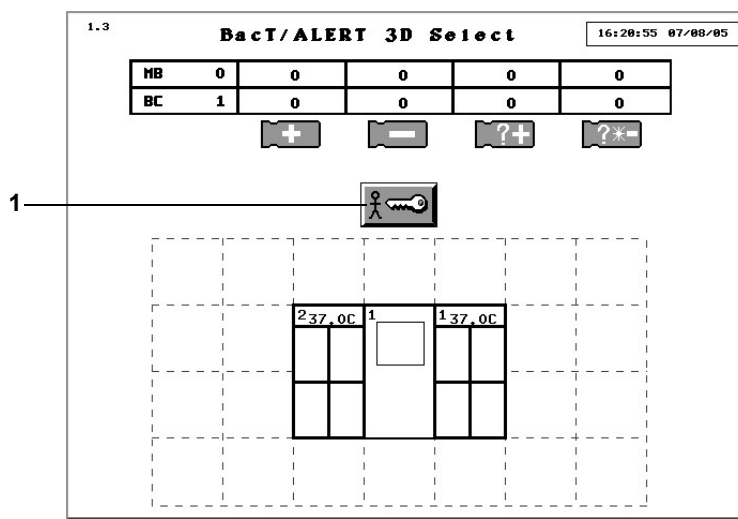 1.3
BacT/ALERT 3D Select
16:20:55 07/08/05
MB 0 0 0 0 0
BC 1 0 0 0 0
+ − ?+ ?*-
1
2 37.0C 1 1 37.0C